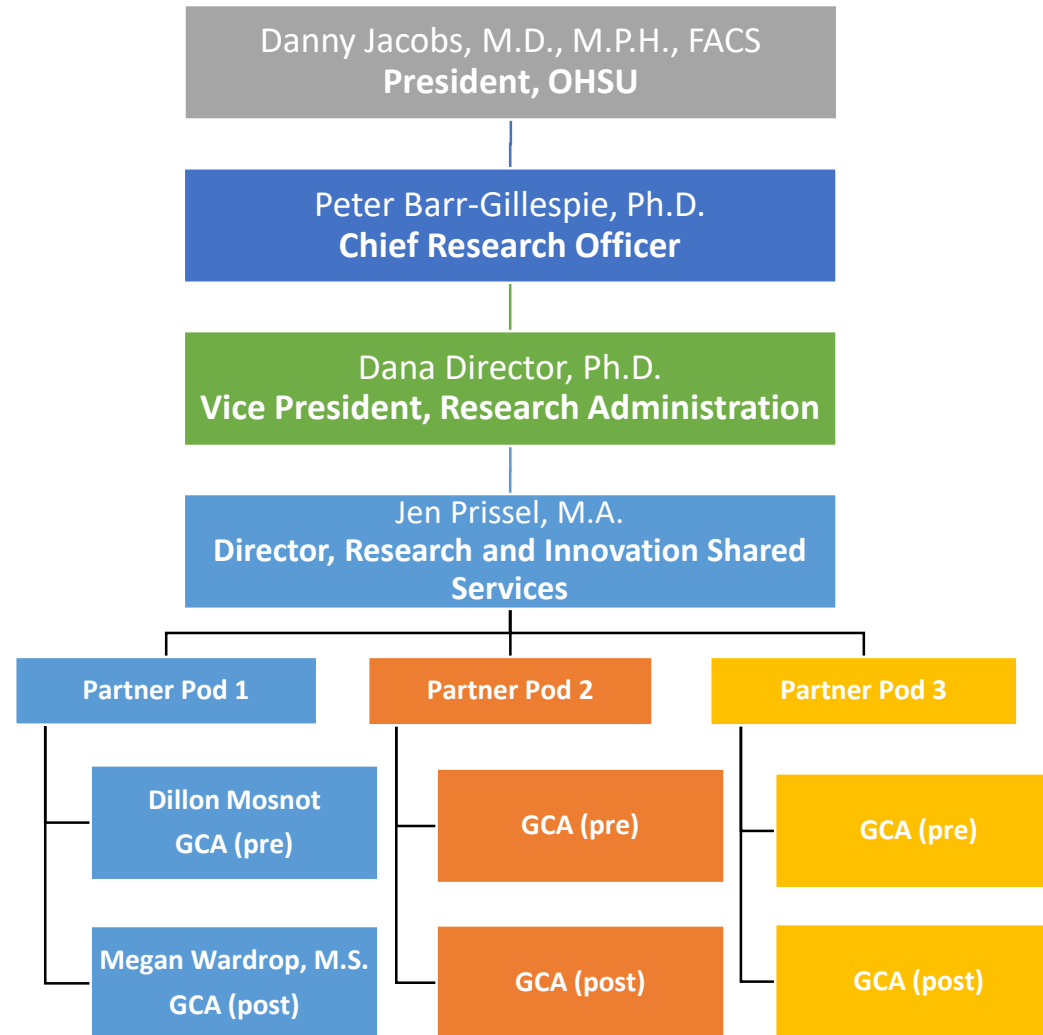 Danny Jacobs, M.D., M.P.H., FACS
President, OHSU
Peter Barr-Gillespie, Ph.D.
Chief Research Officer
Dana Director, Ph.D.
Vice President, Research Administration
Jen Prissel, M.A.
Director, Research and Innovation Shared
Services
Partner Pod 1
Partner Pod 2
Partner Pod 3
Dillon Mosnot
GCA (pre)
GCA (pre)
GCA (pre)
Megan Wardrop, M.S.
GCA (post)
GCA (post)
GCA (post)